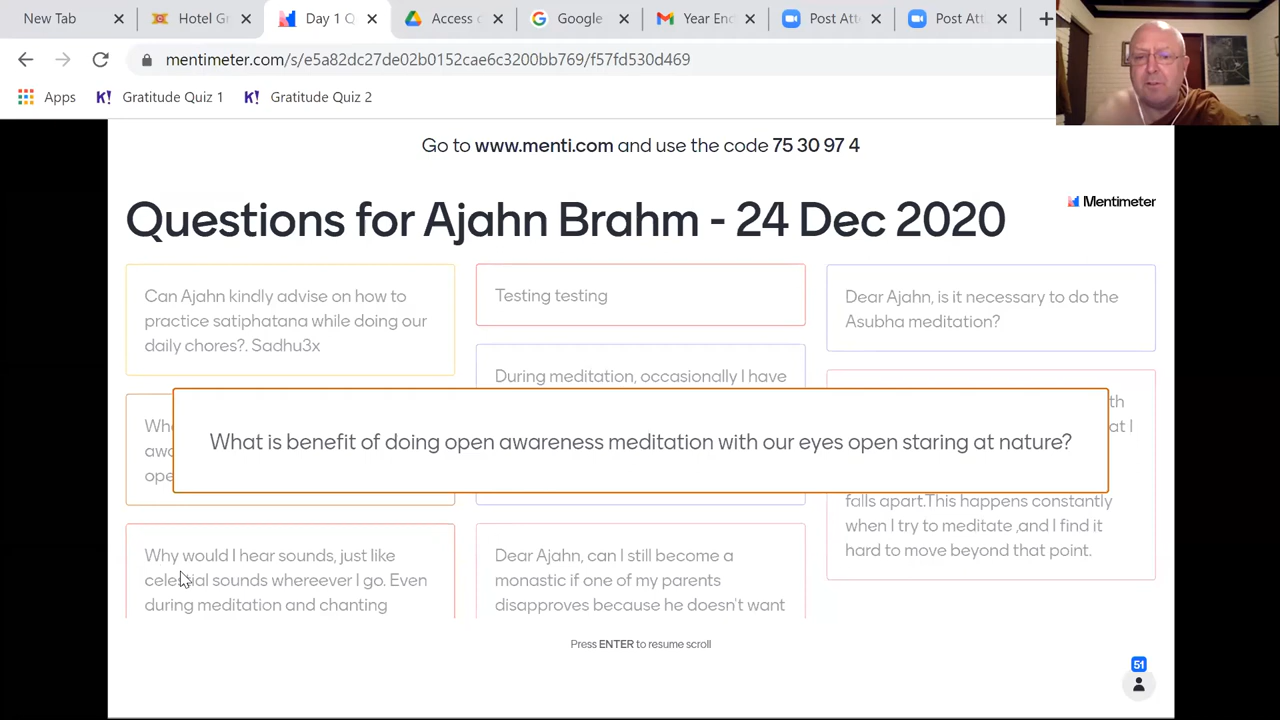 New Tab
Hotel Gr
Day 1 Q
Access
Google
Year End
Post Att
Post Att
mentimeter.com/s/e5a82dc27de02b0152cae6c3200bb769/f57fd530d469
Apps
K! Gratitude Quiz 1
K! Gratitude Quiz 2
Go to www.menti.com and use the code 75 30 97 4
Questions for Ajahn Brahm - 24 Dec 2020
Mentimeter
Can Ajahn kindly advise on how to
practice satiphatana while doing our
daily chores?. Sadhu3x
Testing testing
Dear Ajahn, is it necessary to do the
Asubha meditation?
During meditation, occasionally I have
What is benefit of doing open awareness meditation with our eyes open staring at nature?
falls apart.This happens constantly
when I try to meditate ,and I find it
hard to move beyond that point.
Why would I hear sounds, just like
celestial sounds whereever I go. Even
during meditation and chanting
Dear Ajahn, can I still become a
monastic if one of my parents
disapproves because he doesn't want
Press ENTER to resume scroll
51